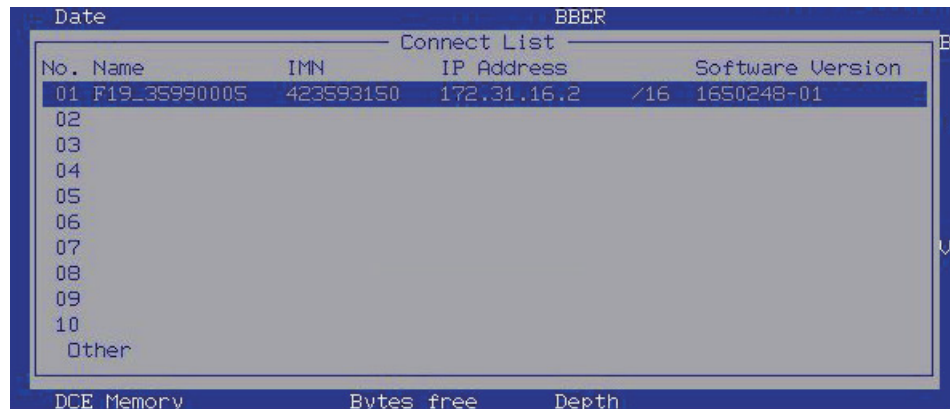 Date BBER
Connect List
No. Name IMN IP Address Software Version
01 F19_35990005 423593150 172.31.16.2 /16 1650248-01
02
03
04
05
06
07
08
09
10
Other
DCE Memory Bytes free Depth